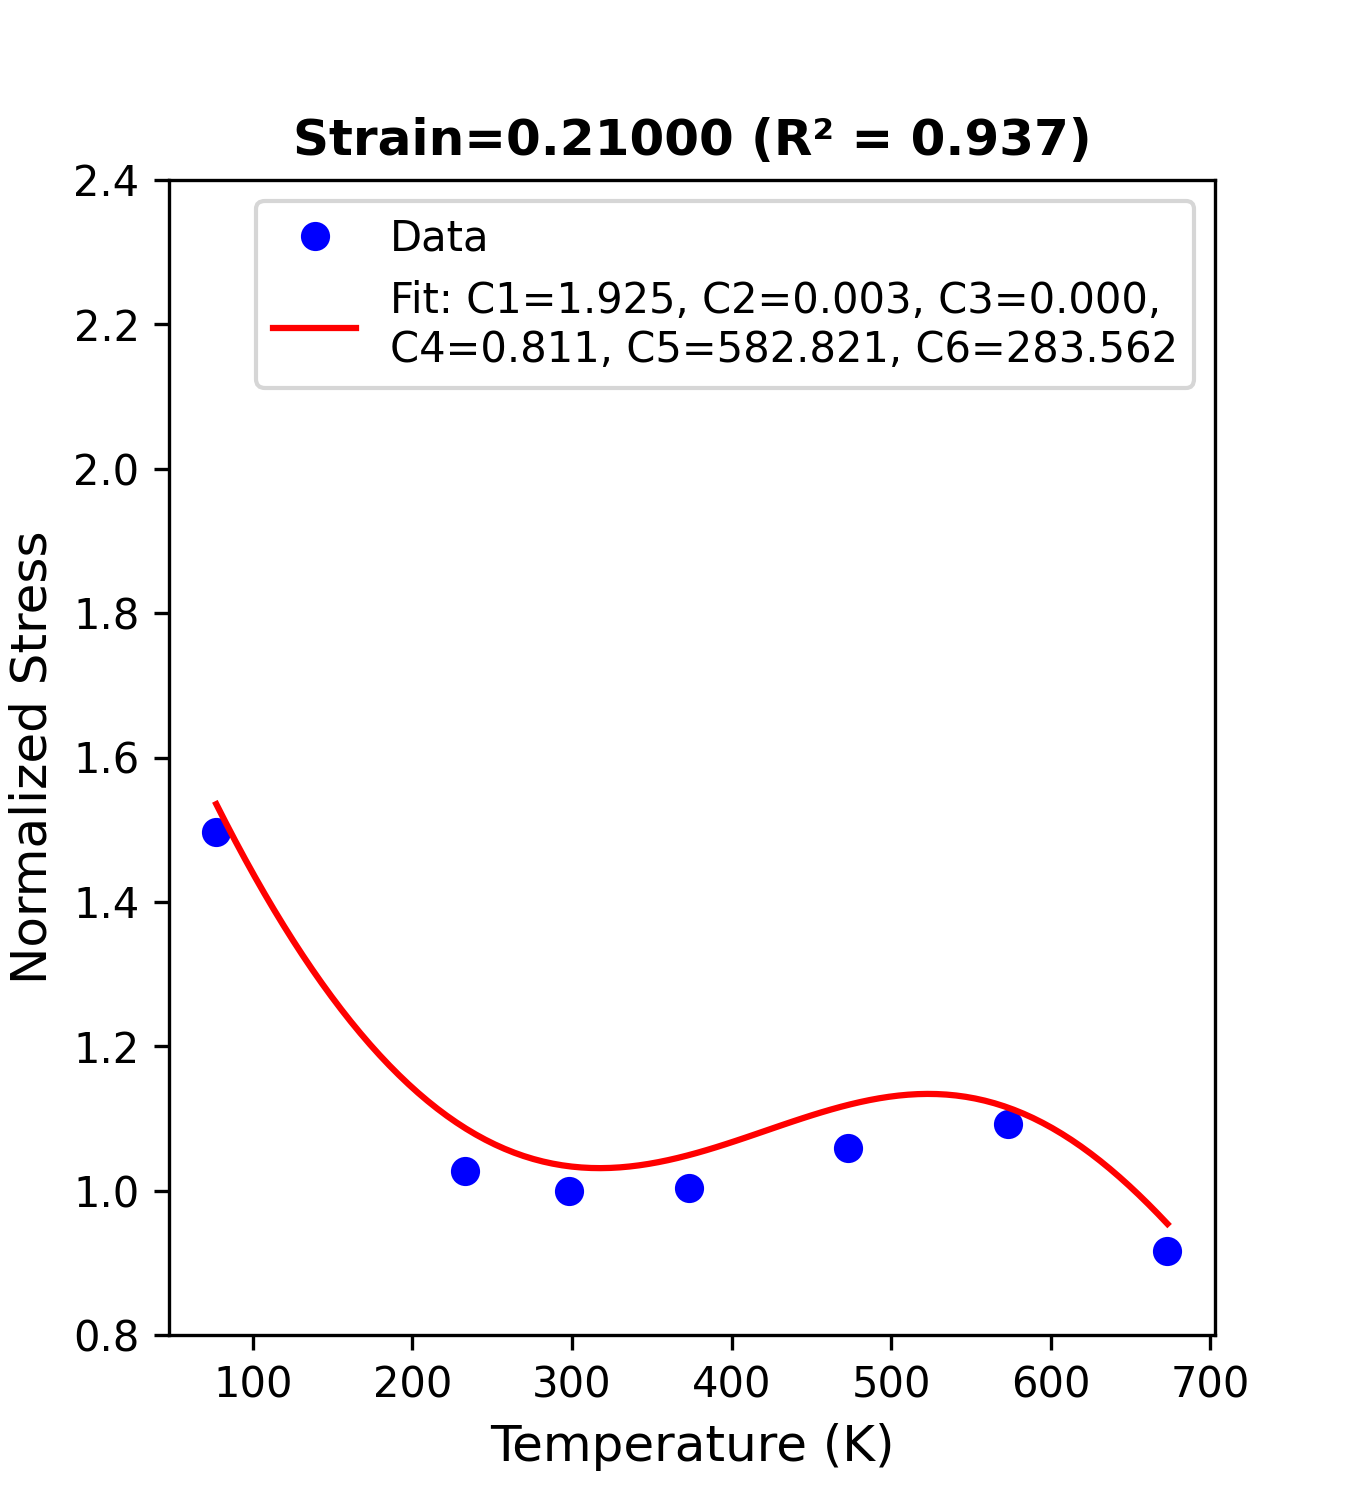 Strain=0.21000 (R² = 0.937)
2.4
2.2
2.0
1.8
1.6
1.4
1.2
1.0
0.8
Normalized Stress
Data
Fit: C1=1.925, C2=0.003, C3=0.000,
C4=0.811, C5=582.821, C6=283.562
100 200 300 400 500 600 700
Temperature (K)